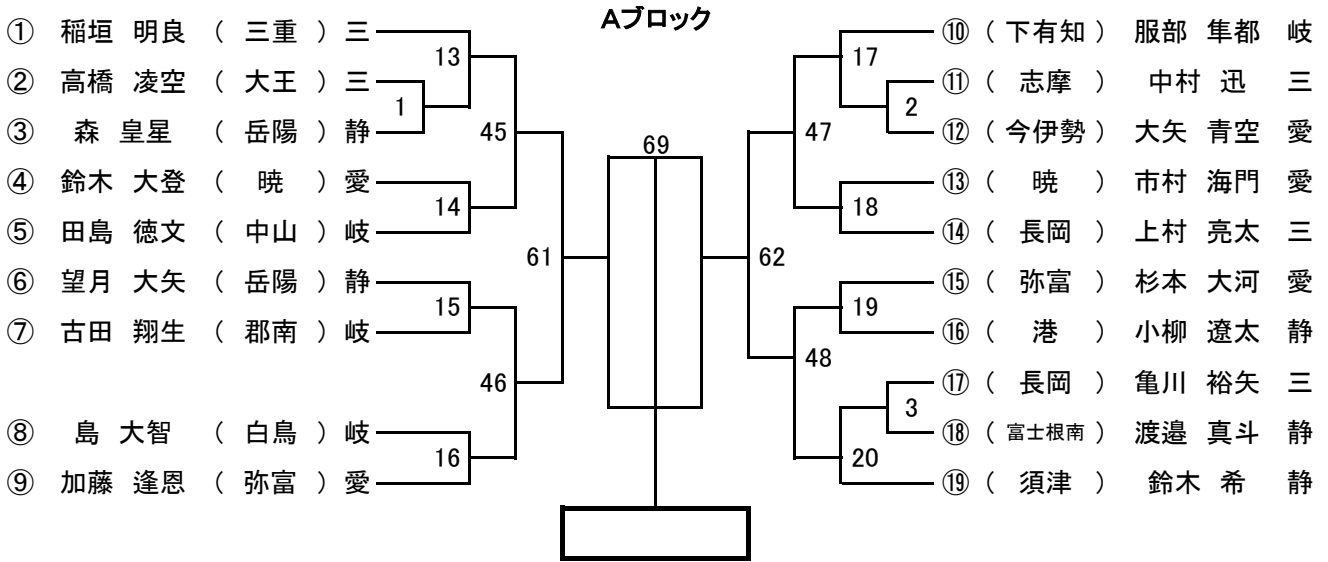 Aブロック
① 稲垣 明良 ( 三重 ) 三
② 高橋 凌空 ( 大王 ) 三
③ 森 皇星 ( 岳陽 ) 静
④ 鈴木 大登 ( 暁 ) 愛
⑤ 田島 徳文 ( 中山 ) 岐
⑥ 望月 大矢 ( 岳陽 ) 静
⑦ 古田 翔生 ( 郡南 ) 岐
⑧ 島 大智 ( 白鳥 ) 岐
⑨ 加藤 逢恩 ( 弥富 ) 愛
13
1
45
14
61
15
46
16
69
17
2
47
18
62
19
48
3
20
⑩ ( 下有知 ) 服部 隼都 岐
⑪ ( 志摩 ) 中村 迅 三
⑫ ( 今伊勢 ) 大矢 青空 愛
⑬ ( 暁 ) 市村 海門 愛
⑭ ( 長岡 ) 上村 亮太 三
⑮ ( 弥富 ) 杉本 大河 愛
⑯ ( 港 ) 小柳 遼太 静
⑰ ( 長岡 ) 亀川 裕矢 三
⑱ ( 富士根南 ) 渡邉 真斗 静
⑲ ( 須津 ) 鈴木 希 静